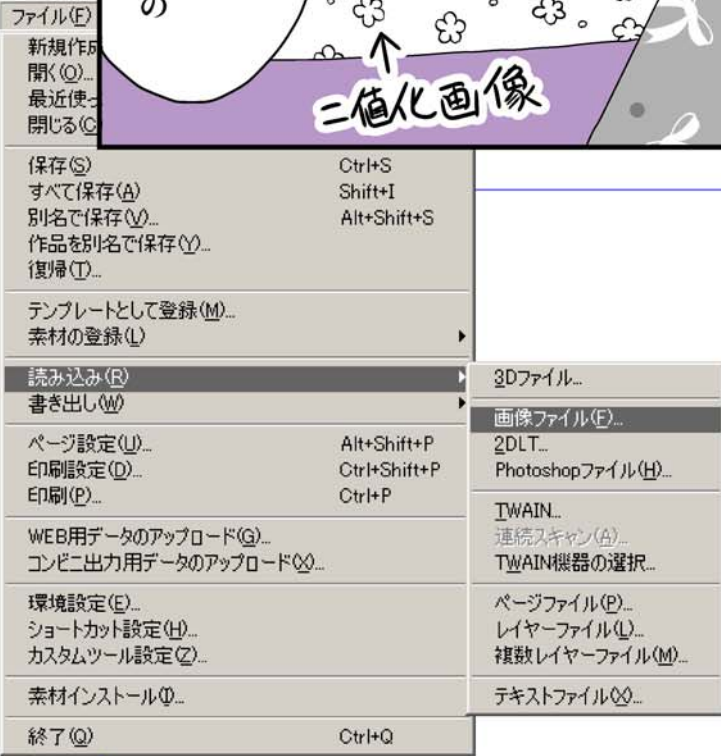 ファイル(F)
の
二値化画像
新規作成
開く(O)...
最近使っ
閉じる(C
保存(S) Ctrl+S
すべて保存(A) Shift+I
別名で保存(V)... Alt+Shift+S
作品を別名で保存(Y)...
復帰(T)...
テンプレートとして登録(M)...
素材の登録(L)
読み込み(R)
書き出し(W)
ページ設定(U)... Alt+Shift+P
印刷設定(D)... Ctrl+Shift+P
印刷(P)... Ctrl+P
WEB用データのアップロード(G)...
コンビニ出力用データのアップロード(X)...
環境設定(E)...
ショートカット設定(H)...
カスタムツール設定(Z)...
素材インストール(I)...
終了(Q) Ctrl+Q
3Dファイル...
画像ファイル(F)...
2DLT...
Photoshopファイル(H)...
TWAIN...
連続スキャン(A)...
TWAIN機器の選択...
ページファイル(P)...
レイヤーファイル(L)...
複数レイヤーファイル(M)...
テキストファイル(X)...